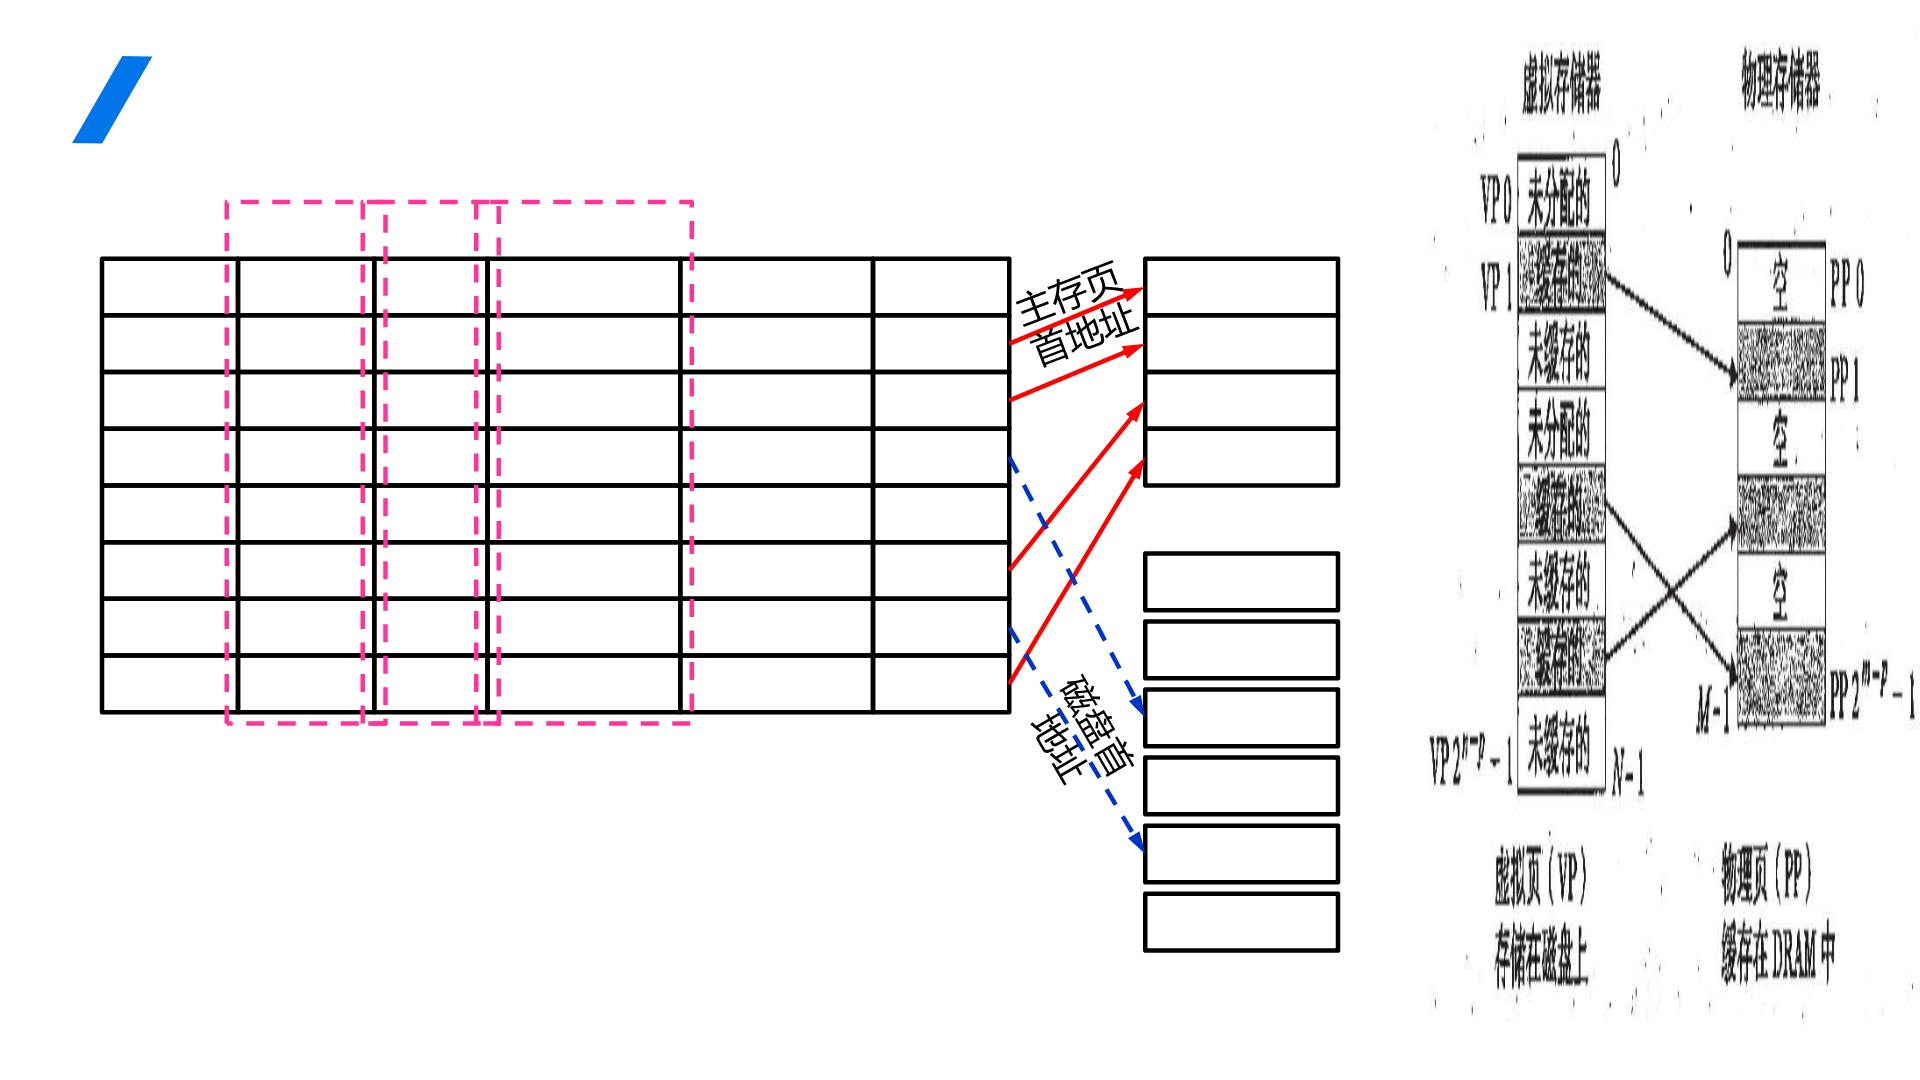 主存页
首地址
磁盘首
地址
虚拟存储器
物理存储器
0
VP 0
未分配的
VP 1
缓存的
未缓存的
未分配的
缓存的
未缓存的
缓存的
VP 2ⁿ⁻ᵖ – 1
未缓存的
N–1
0
空
PP 0
PP 1
空
空
M–1
PP 2ᵐ⁻ᵖ – 1
虚拟页（VP）
存储在磁盘上
物理页（PP）
缓存在 DRAM 中